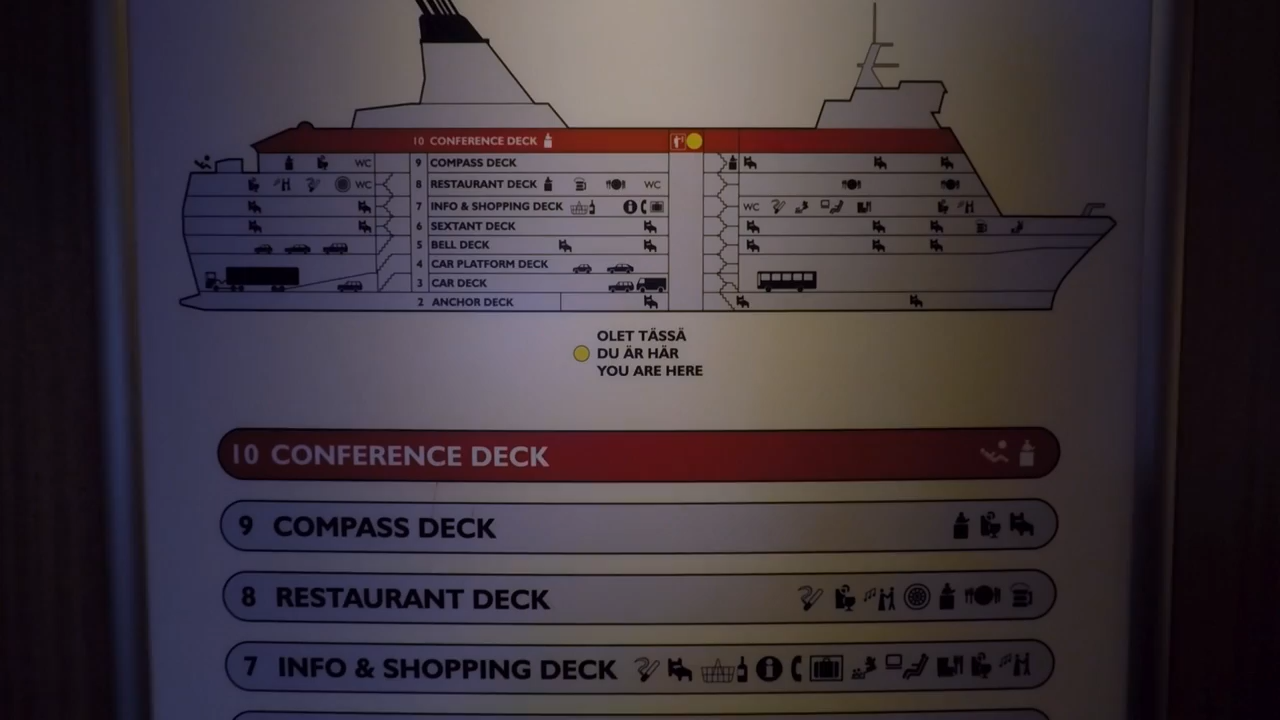 10 CONFERENCE DECK
WC 9 COMPASS DECK
WC 8 RESTAURANT DECK WC
7 INFO & SHOPPING DECK WC
6 SEXTANT DECK
5 BELL DECK
4 CAR PLATFORM DECK
3 CAR DECK
2 ANCHOR DECK
OLET TÄSSÄ
DU ÄR HÄR
YOU ARE HERE
10 CONFERENCE DECK
9 COMPASS DECK
8 RESTAURANT DECK
7 INFO & SHOPPING DECK